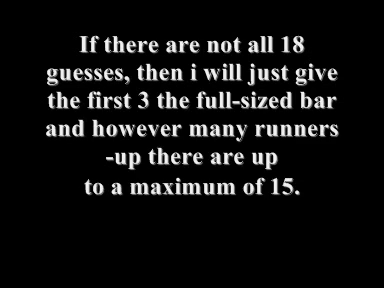 If there are not all 18
guesses, then i will just give
the first 3 the full-sized bar
and however many runners
-up there are up
to a maximum of 15.